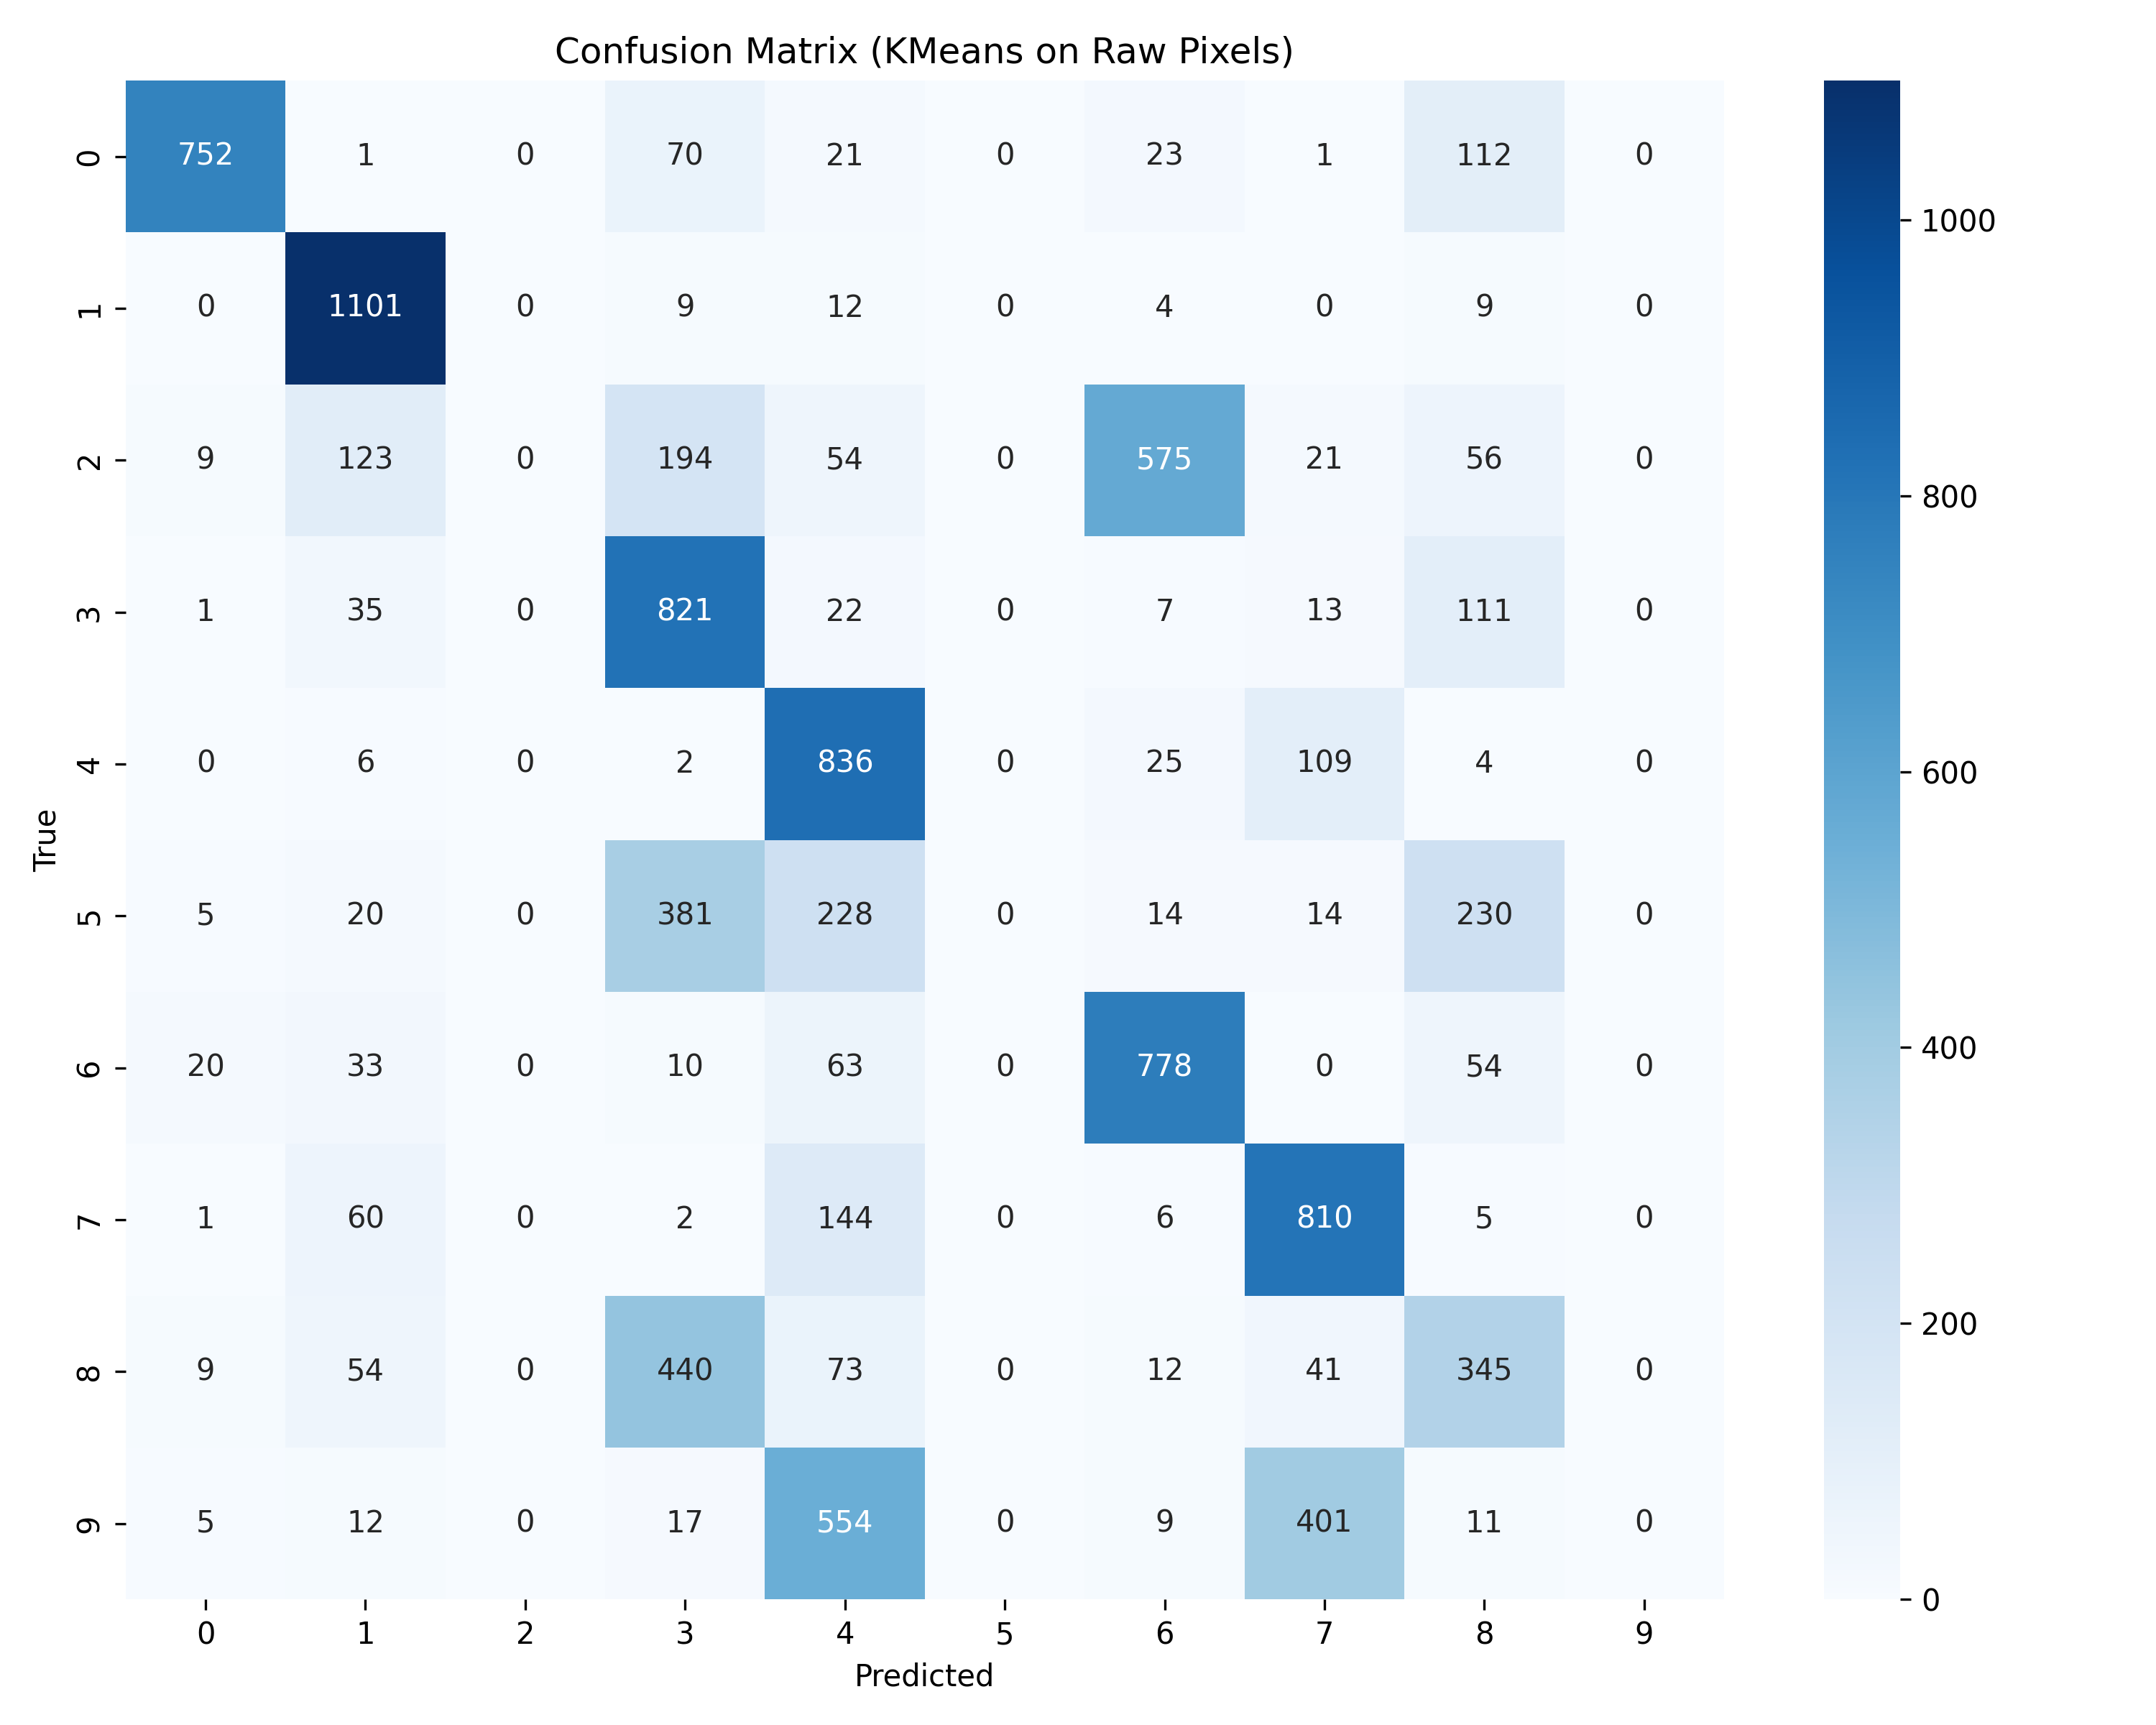 Confusion Matrix (KMeans on Raw Pixels)
0 752 1 0 70 21 0 23 1 112 0
1 0 1101 0 9 12 0 4 0 9 0
2 9 123 0 194 54 0 575 21 56 0
3 1 35 0 821 22 0 7 13 111 0
4 0 6 0 2 836 0 25 109 4 0
5 5 20 0 381 228 0 14 14 230 0
6 20 33 0 10 63 0 778 0 54 0
7 1 60 0 2 144 0 6 810 5 0
8 9 54 0 440 73 0 12 41 345 0
9 5 12 0 17 554 0 9 401 11 0
0 1 2 3 4 5 6 7 8 9
Predicted
True
1000
800
600
400
200
0